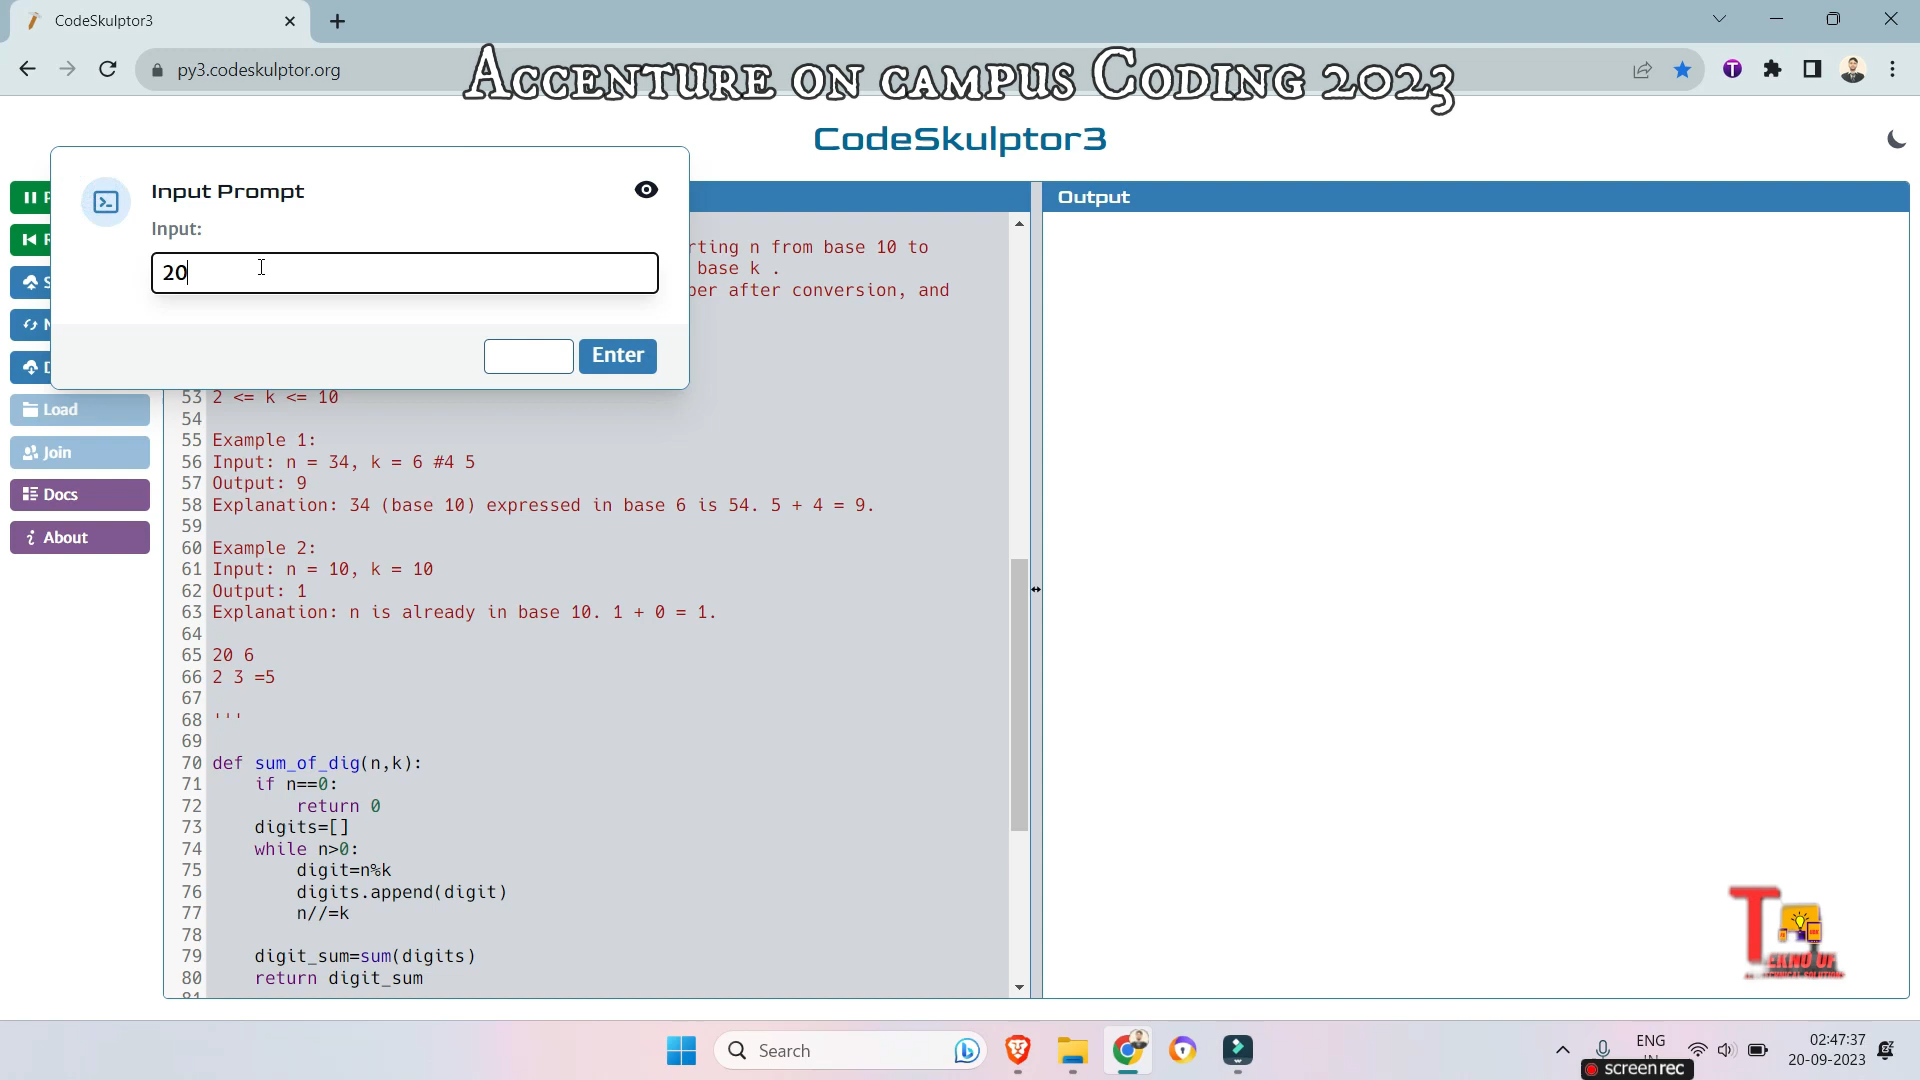 CodeSkulptor3
py3.codeskulptor.org
Accenture on campus Coding 2023
CodeSkulptor3
Input Prompt
Input:
20
Enter
Output
rting n from base 10 to
base k .
ber after conversion, and
Load
Join
Docs
About
53 2 <= k <= 10
54
55 Example 1:
56 Input: n = 34, k = 6 #4 5
57 Output: 9
58 Explanation: 34 (base 10) expressed in base 6 is 54. 5 + 4 = 9.
59
60 Example 2:
61 Input: n = 10, k = 10
62 Output: 1
63 Explanation: n is already in base 10. 1 + 0 = 1.
64
65 20 6
66 2 3 =5
67
68 '''
69
70 def sum_of_dig(n,k):
71 if n==0:
72 return 0
73 digits=[]
74 while n>0:
75 digit=n%k
76 digits.append(digit)
77 n//=k
78
79 digit_sum=sum(digits)
80 return digit_sum
81
Search
ENG
02:47:37
20-09-2023
screen rec